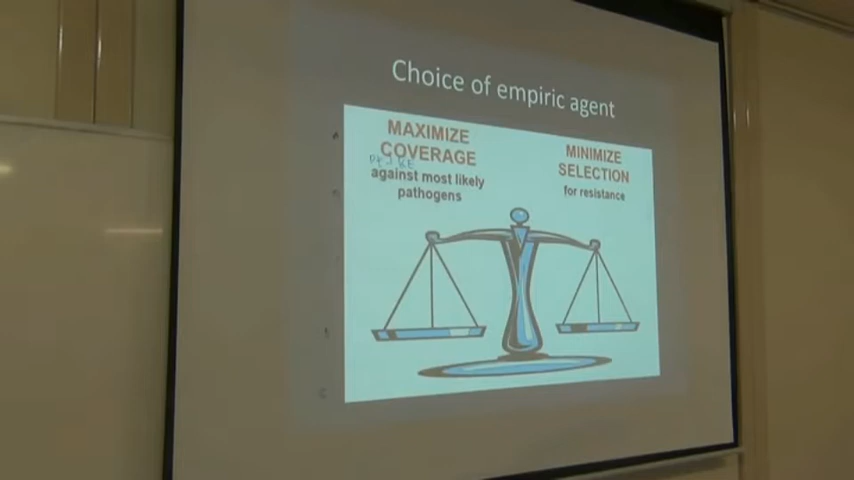 Choice of empiric agent
MAXIMIZE
COVERAGE
against most likely
pathogens
MINIMIZE
SELECTION
for resistance